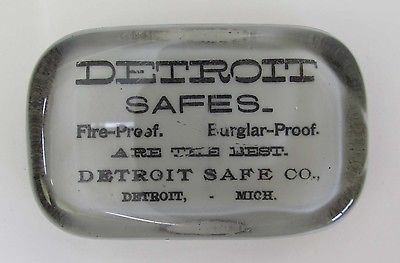 DETROIT
SAFES.
Fire-Proof. Burglar-Proof.
ARE THE BEST.
DETROIT SAFE CO.,
DETROIT, - MICH.